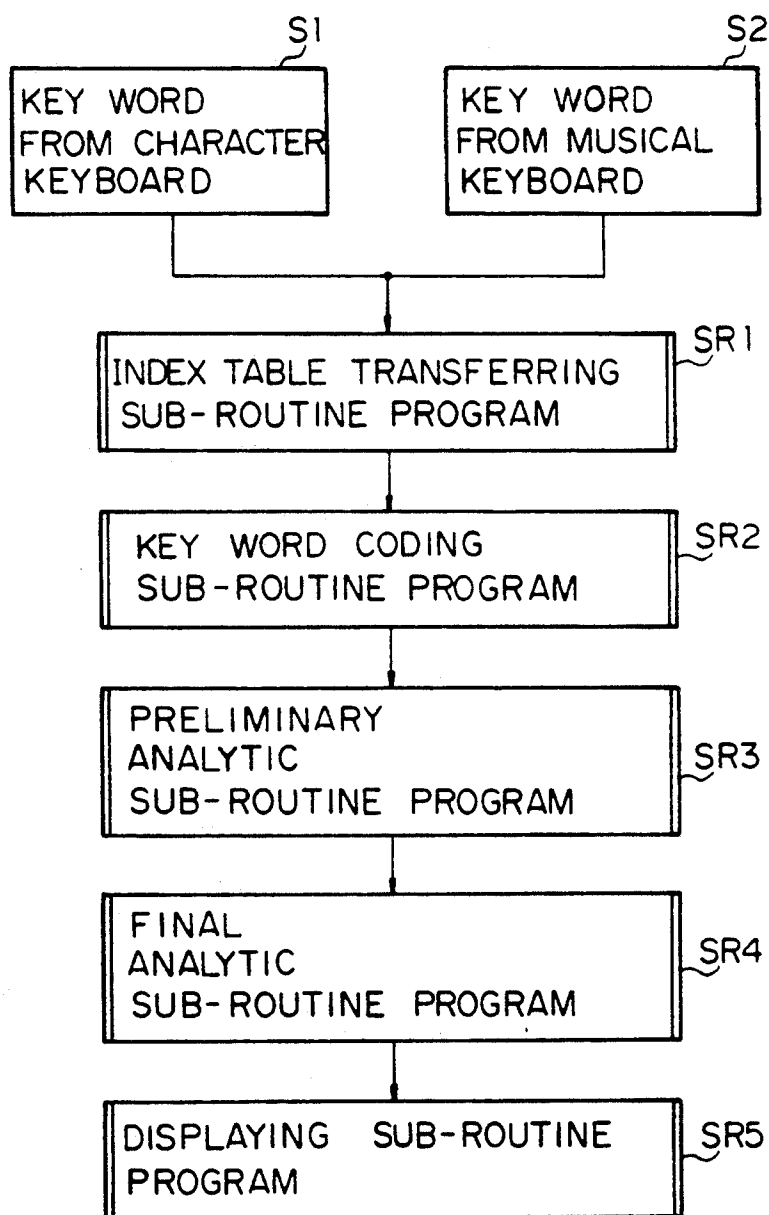 S1
KEY WORD
FROM CHARACTER
KEYBOARD
S2
KEY WORD
FROM MUSICAL
KEYBOARD
SR1
INDEX TABLE TRANSFERRING
SUB-ROUTINE PROGRAM
SR2
KEY WORD CODING
SUB-ROUTINE PROGRAM
SR3
PRELIMINARY
ANALYTIC
SUB-ROUTINE PROGRAM
SR4
FINAL
ANALYTIC
SUB-ROUTINE PROGRAM
SR5
DISPLAYING SUB-ROUTINE
PROGRAM